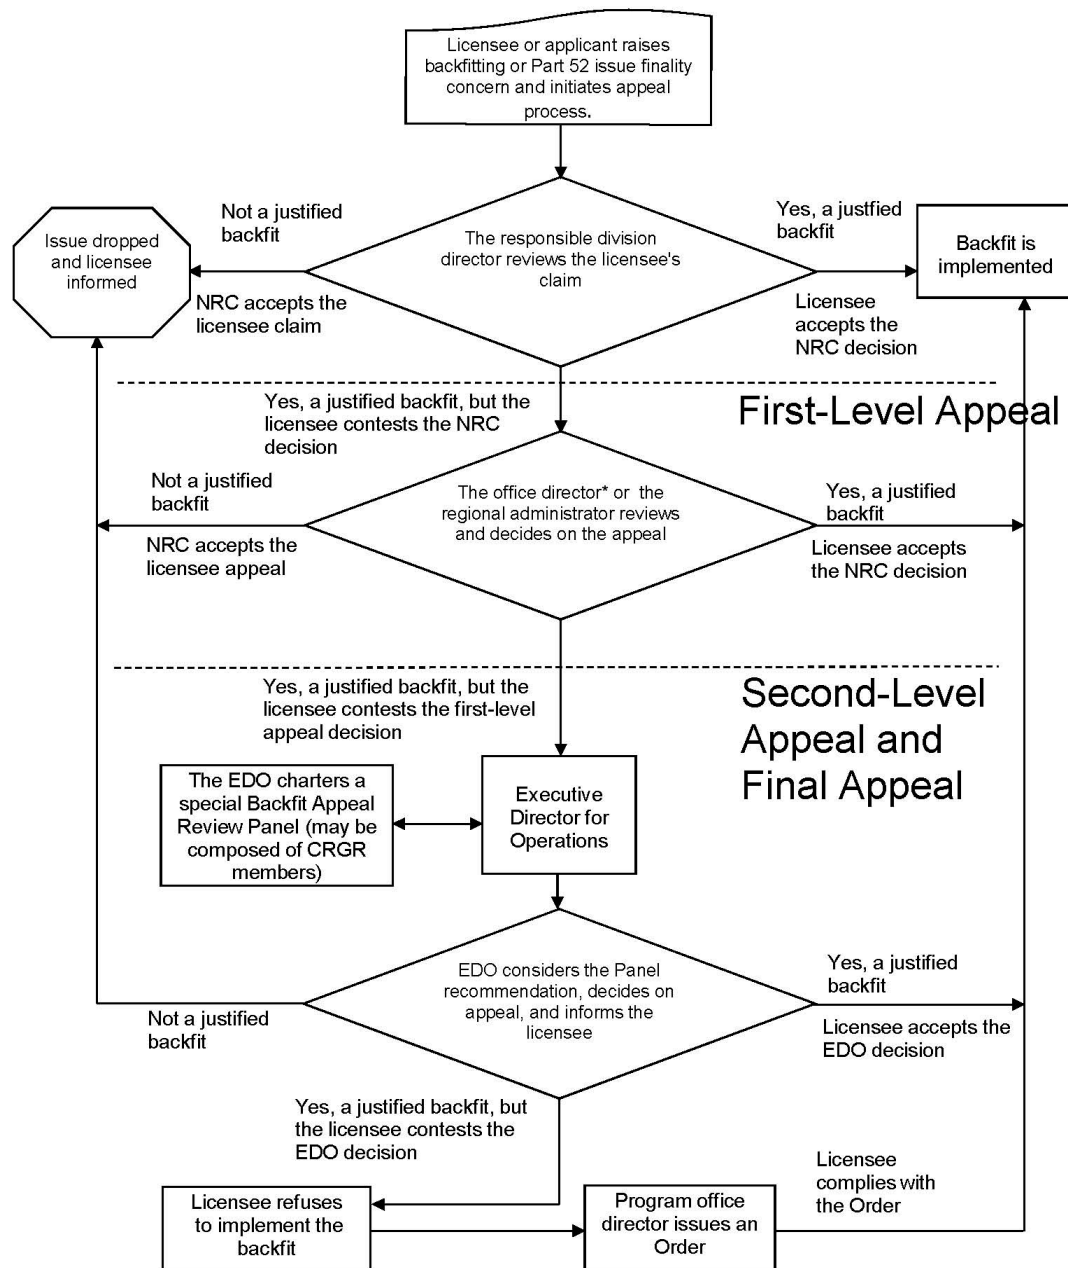 Licensee or applicant raises
backfitting or Part 52 issue finality
concern and initiates appeal
process.
Not a justified
backfit
Yes, a justfied
backfit
Issue dropped
and licensee
informed
The responsible division
director reviews the licensee's
claim
Backfit is
implemented
NRC accepts the
licensee claim
Licensee
accepts the
NRC decision
Yes, a justified backfit, but the
licensee contests the NRC
decision
First-Level Appeal
Not a justified
backfit
The office director* or the
regional administrator reviews
and decides on the appeal
Yes, a justified
backfit
NRC accepts the
licensee appeal
Licensee accepts
the NRC decision
Yes, a justified backfit, but the
licensee contests the first-level
appeal decision
Second-Level
Appeal and
Final Appeal
The EDO charters a
special Backfit Appeal
Review Panel (may be
composed of CRGR
members)
Executive
Director for
Operations
EDO considers the Panel
recommendation, decides on
appeal, and informs the
licensee
Yes, a justified
backfit
Not a justified
backfit
Licensee accepts the
EDO decision
Yes, a justified backfit, but
the licensee contests the
EDO decision
Licensee refuses
to implement the
backfit
Program office
director issues an
Order
Licensee
complies with
the Order